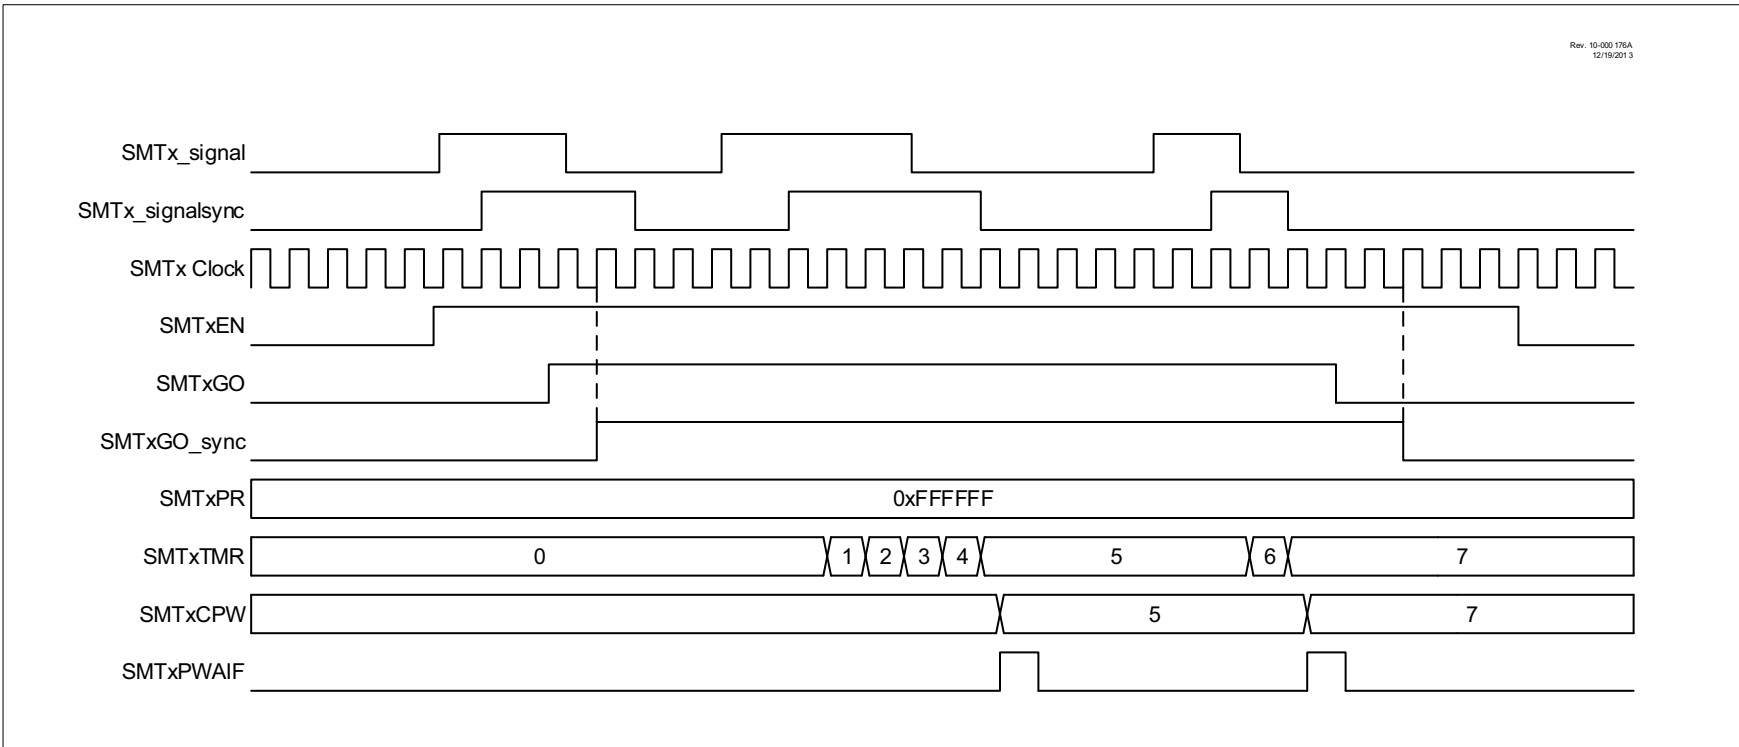 Rev. 10-000 176A
12/19/201 3
SMTx_signal
SMTx_signalsync
SMTx Clock
SMTxEN
SMTxGO
SMTxGO_sync
SMTxPR 0xFFFFFF
SMTxTMR 0 1 2 3 4 5 6 7
SMTxCPW 5 7
SMTxPWAIF